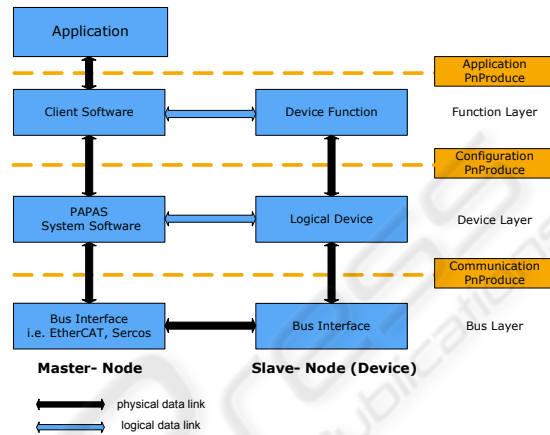 Application
Application
PnProduce
Client Software
Device Function
Function Layer
Configuration
PnProduce
PAPAS
System Software
Logical Device
Device Layer
Communication
PnProduce
Bus Interface
i.e. EtherCAT, Sercos
Bus Interface
Bus Layer
Master- Node
Slave- Node (Device)
physical data link
logical data link